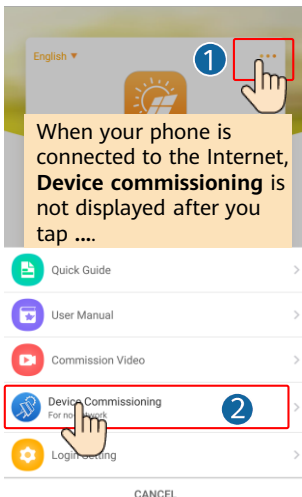 English ▼
1
...
When your phone is
connected to the Internet,
Device commissioning is
not displayed after you
tap ....
Quick Guide
User Manual
Commission Video
Device Commissioning
For no network
2
Login Setting
CANCEL